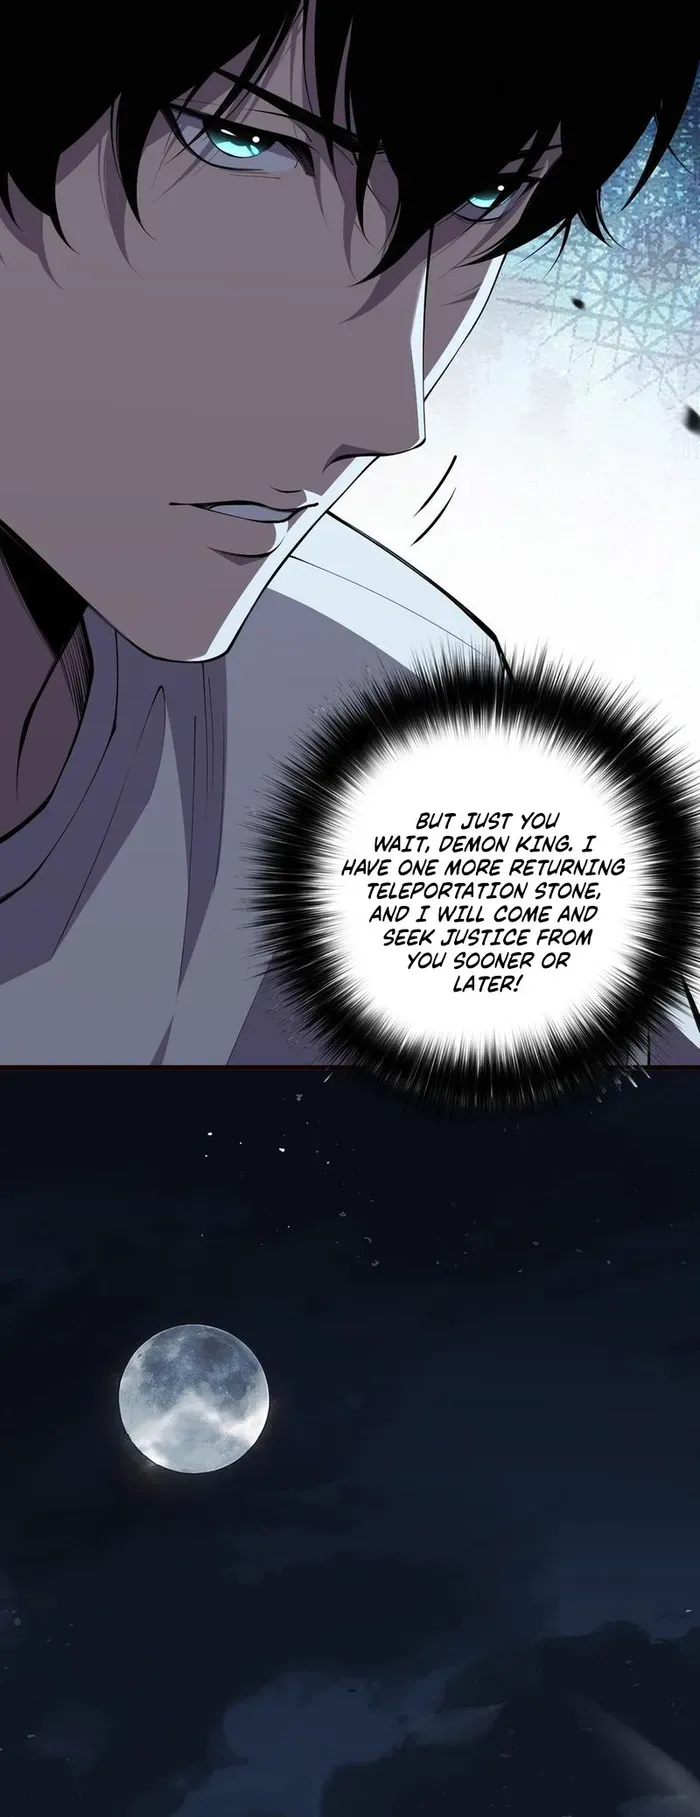 BUT JUST YOU
WAIT, DEMON KING. I
HAVE ONE MORE RETURNING
TELEPORTATION STONE,
AND I WILL COME AND
SEEK JUSTICE FROM
YOU SOONER OR
LATER!